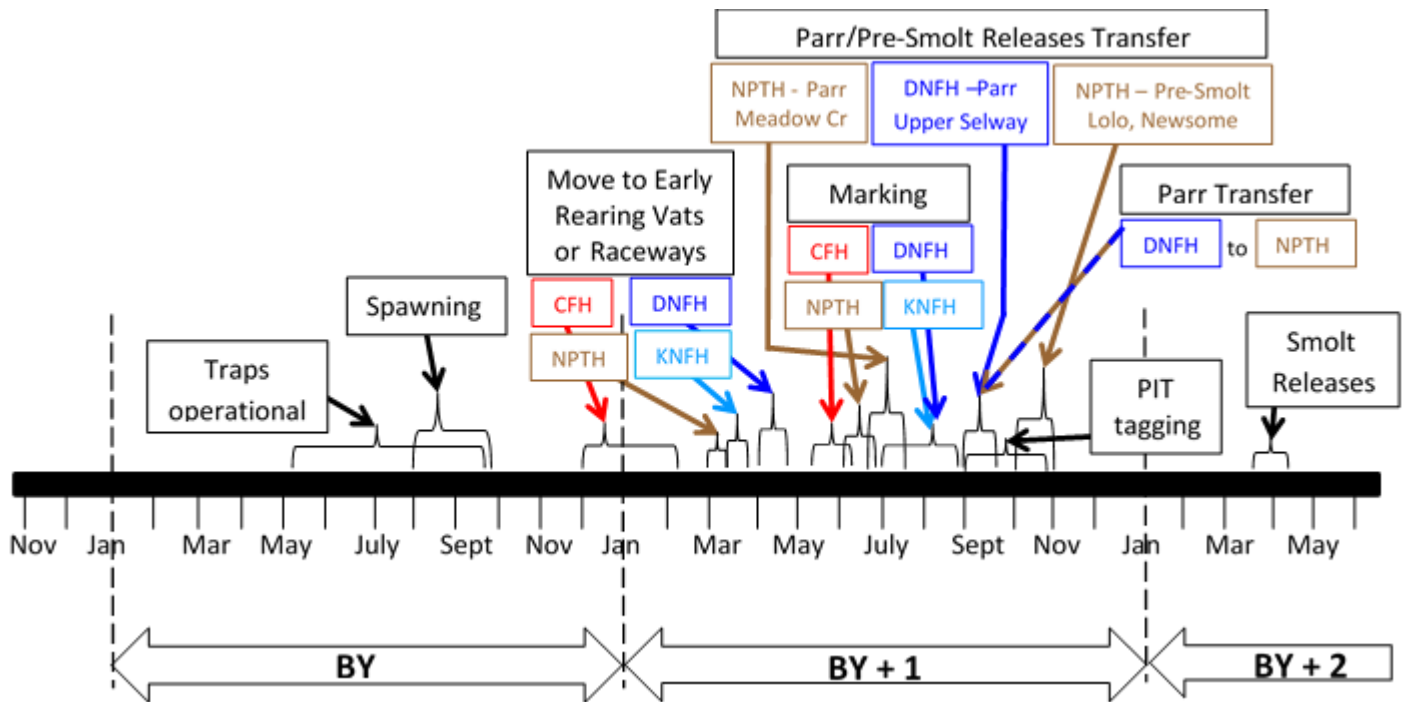 Parr/Pre-Smolt Releases Transfer
NPTH - Parr
Meadow Cr
DNFH –Parr
Upper Selway
NPTH – Pre-Smolt
Lolo, Newsome
Move to Early
Rearing Vats
or Raceways
Marking
Parr Transfer
CFH
DNFH
DNFH to NPTH
Spawning
CFH
DNFH
NPTH
KNFH
NPTH
KNFH
Traps
operational
PIT
tagging
Smolt
Releases
Nov Jan Mar May July Sept Nov Jan Mar May July Sept Nov Jan Mar May
BY BY + 1 BY + 2